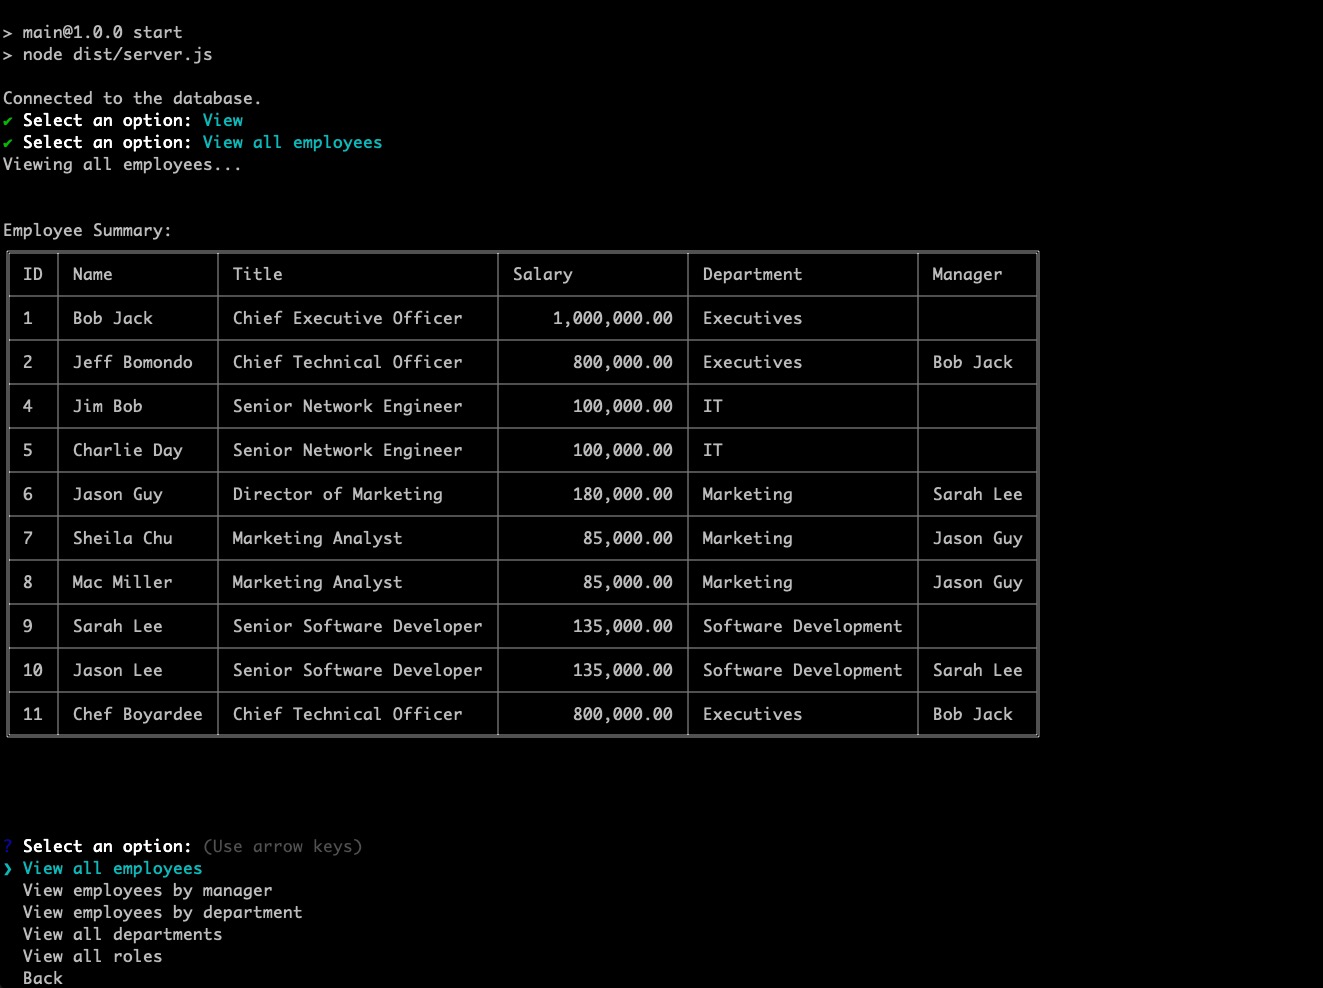 > main@1.0.0 start
> node dist/server.js
Connected to the database.
✔ Select an option: View
✔ Select an option: View all employees
Viewing all employees...
Employee Summary:
ID Name Title Salary Department Manager
1 Bob Jack Chief Executive Officer 1,000,000.00 Executives
2 Jeff Bomondo Chief Technical Officer 800,000.00 Executives Bob Jack
4 Jim Bob Senior Network Engineer 100,000.00 IT
5 Charlie Day Senior Network Engineer 100,000.00 IT
6 Jason Guy Director of Marketing 180,000.00 Marketing Sarah Lee
7 Sheila Chu Marketing Analyst 85,000.00 Marketing Jason Guy
8 Mac Miller Marketing Analyst 85,000.00 Marketing Jason Guy
9 Sarah Lee Senior Software Developer 135,000.00 Software Development
10 Jason Lee Senior Software Developer 135,000.00 Software Development Sarah Lee
11 Chef Boyardee Chief Technical Officer 800,000.00 Executives Bob Jack
? Select an option: (Use arrow keys)
❯ View all employees
View employees by manager
View employees by department
View all departments
View all roles
Back